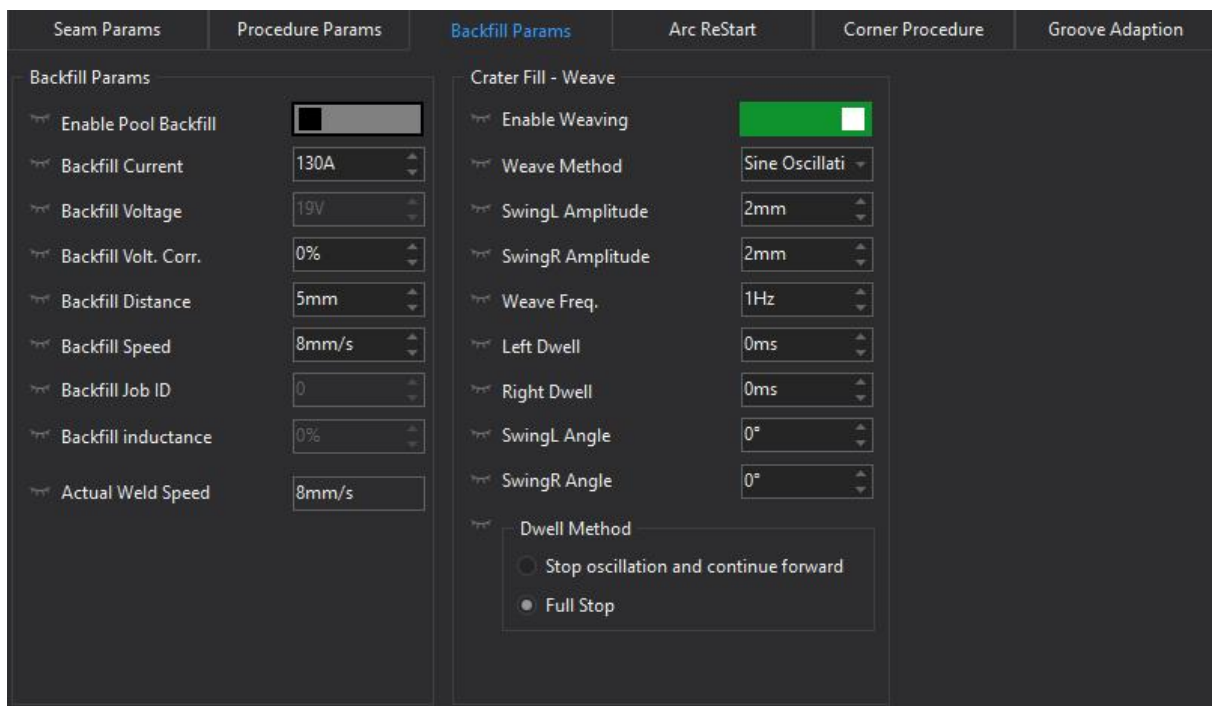 Seam Params
Procedure Params
Backfill Params
Arc ReStart
Corner Procedure
Groove Adaption
Backfill Params
Enable Pool Backfill
Backfill Current 130A
Backfill Voltage 19V
Backfill Volt. Corr. 0%
Backfill Distance 5mm
Backfill Speed 8mm/s
Backfill Job ID 0
Backfill inductance 0%
Actual Weld Speed 8mm/s
Crater Fill - Weave
Enable Weaving
Weave Method Sine Oscillati
SwingL Amplitude 2mm
SwingR Amplitude 2mm
Weave Freq. 1Hz
Left Dwell 0ms
Right Dwell 0ms
SwingL Angle 0°
SwingR Angle 0°
Dwell Method
Stop oscillation and continue forward
Full Stop